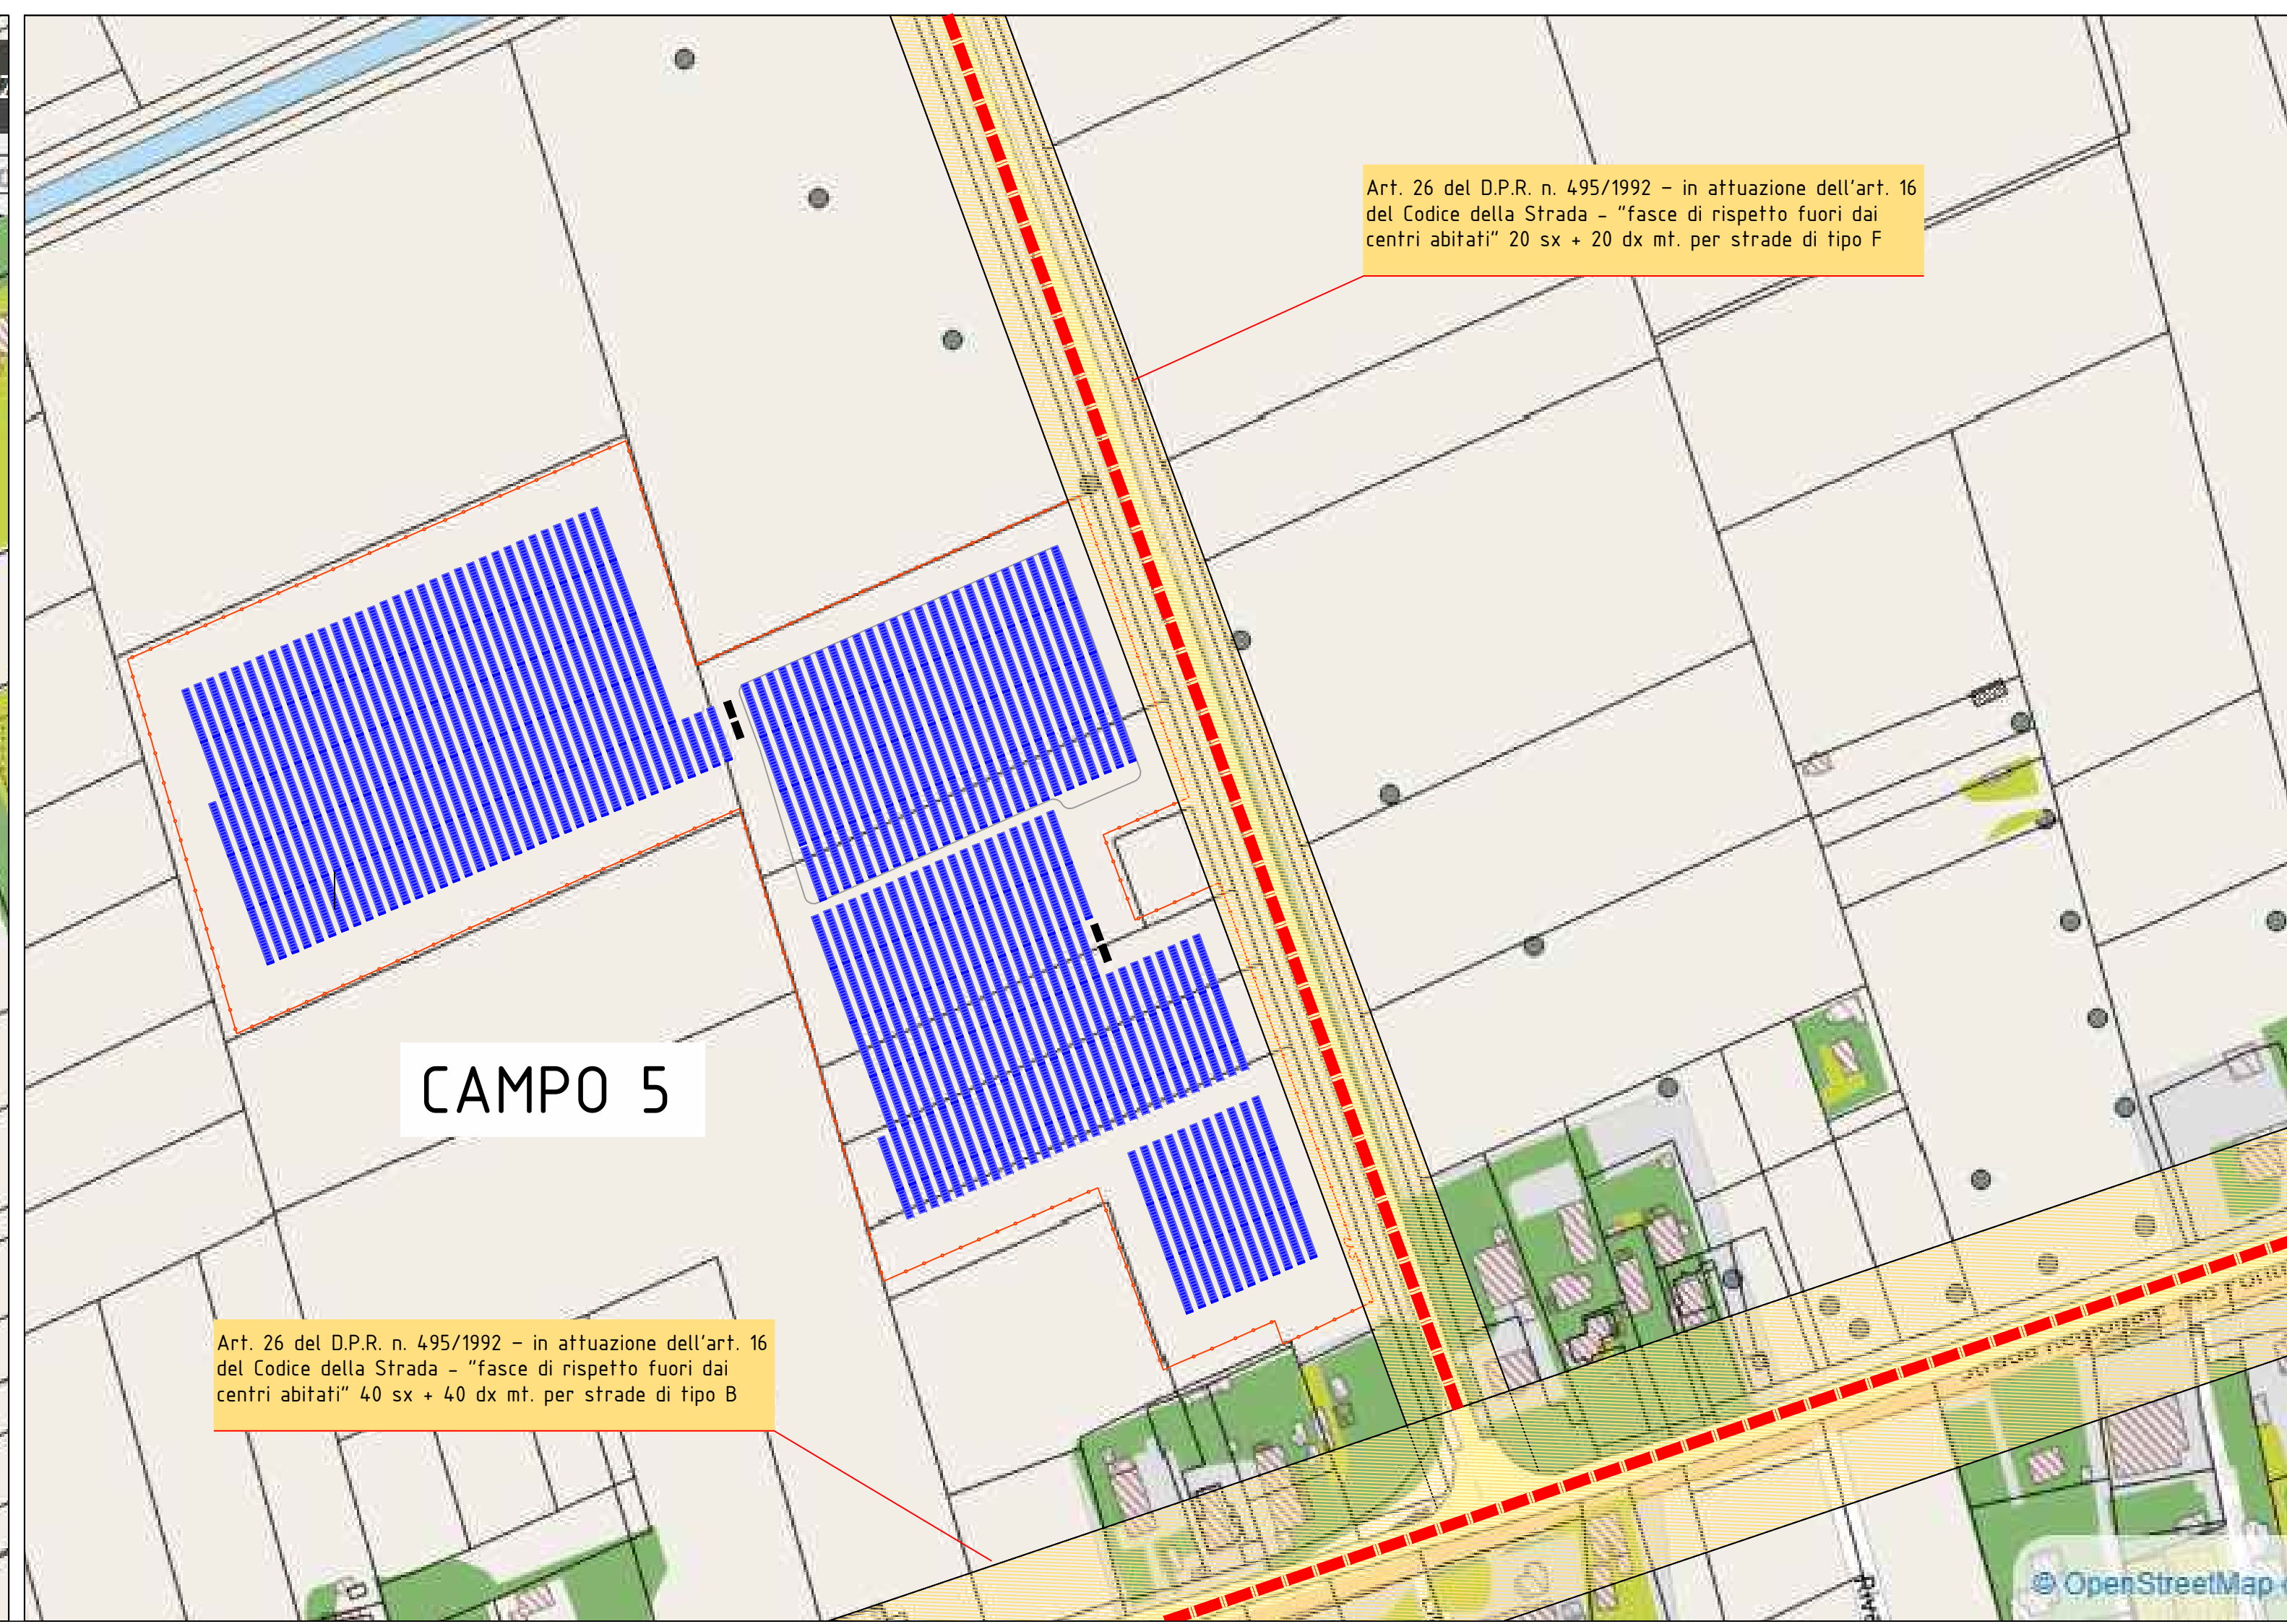 Art. 26 del D.P.R. n. 495/1992 – in attuazione dell'art. 16
del Codice della Strada - "fasce di rispetto fuori dai
centri abitati" 20 sx + 20 dx mt. per strade di tipo F
CAMPO 5
Art. 26 del D.P.R. n. 495/1992 – in attuazione dell'art. 16
del Codice della Strada - "fasce di rispetto fuori dai
centri abitati" 40 sx + 40 dx mt. per strade di tipo B
© OpenStreetMap